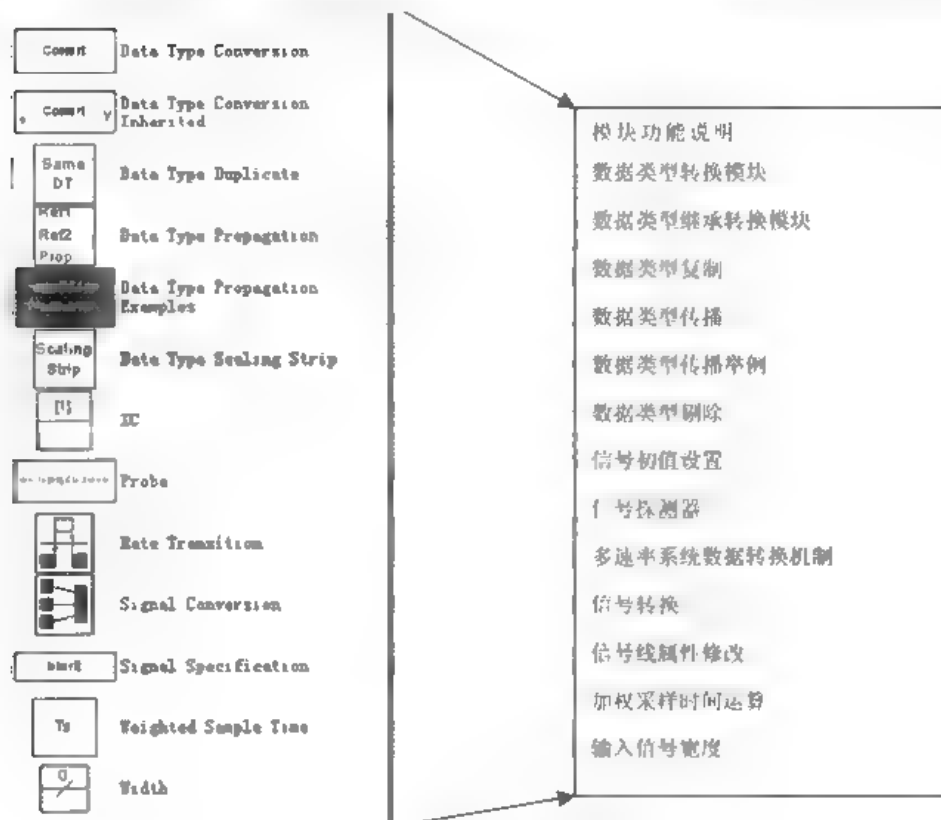 Convert Data Type Conversion
Convert Data Type Conversion
Inherited
Same
DT
Data Type Duplicate
Ref1
Ref2
Prop
Data Type Propagation
Data Type Propagation
Examples
Scaling
Strip
Data Type Scaling Strip
[1]
IC
Probe
Rate Transition
Signal Conversion
Signal Specification
Ts
Weighted Sample Time
0
Width
模块功能说明
数据类型转换模块
数据类型继承转换模块
数据类型复制
数据类型传播
数据类型传播举例
数据类型剔除
信号初值设置
信号探测器
多速率系统数据转换机制
信号转换
信号线属性修改
加权采样时间运算
输入信号宽度